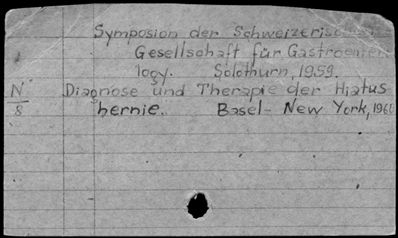 Symposion der Schweizerischen
Gesellschaft für Gastroenter
logy. Solothurn, 1959.
N Diagnose und Therapie der Hiatus
8 hernie. Basel - New York, 1960